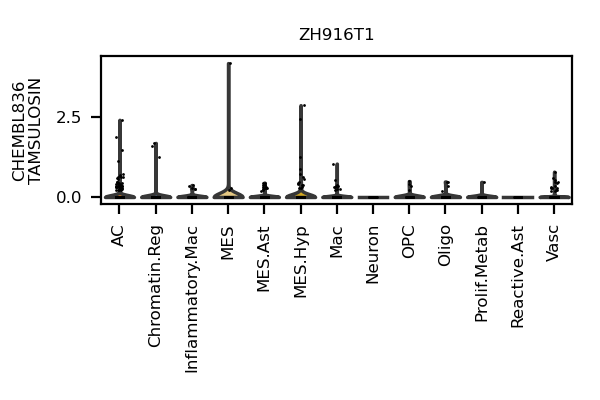 ZH916T1
CHEMBL836
TAMSULOSIN
2.5
0.0
AC
Chromatin.Reg
Inflammatory.Mac
MES
MES.Ast
MES.Hyp
Mac
Neuron
OPC
Oligo
Prolif.Metab
Reactive.Ast
Vasc